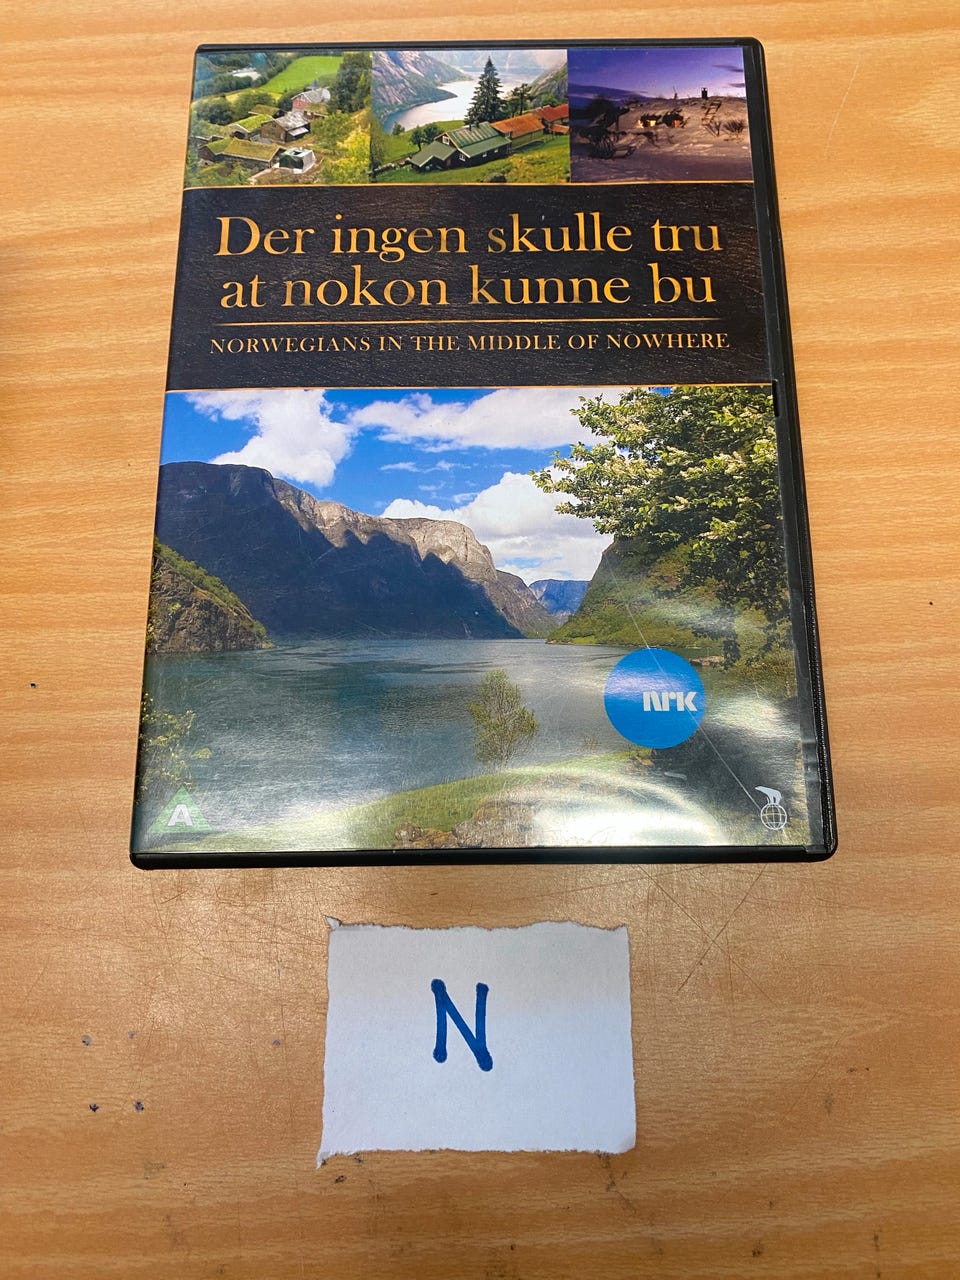 Der ingen skulle tru
at nokon kunne bu
NORWEGIANS IN THE MIDDLE OF NOWHERE
NrK
A
N